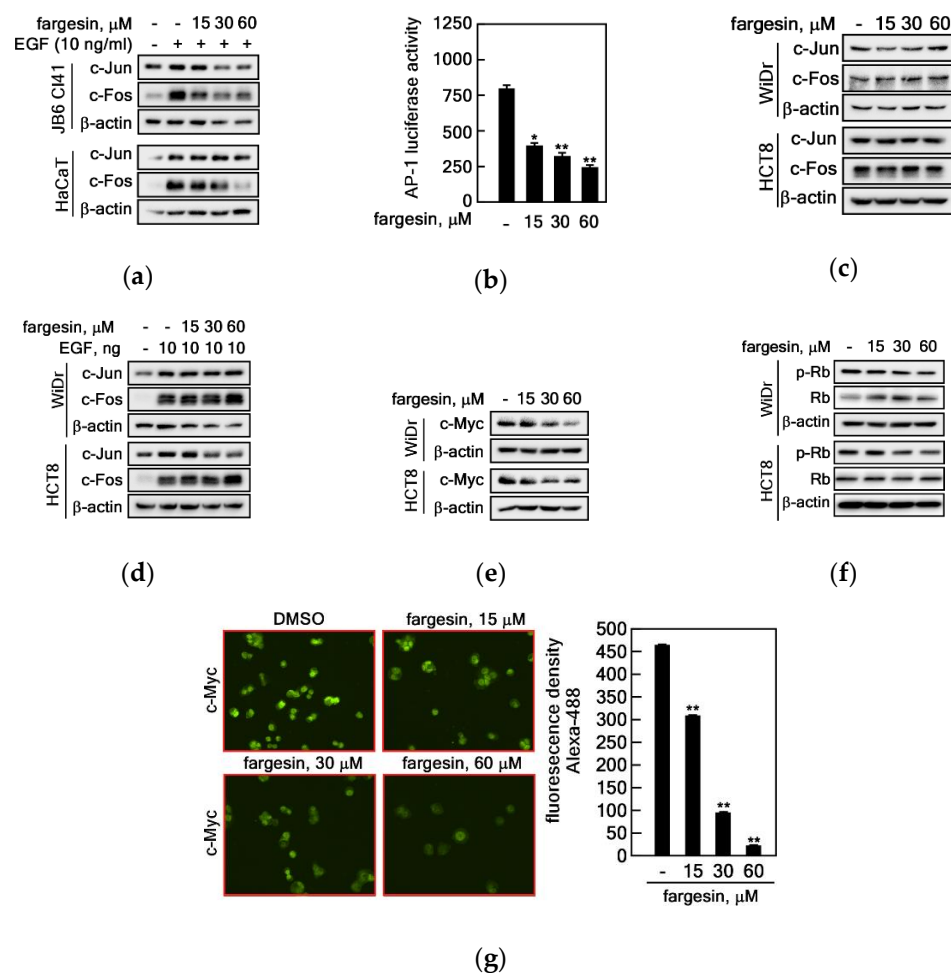 fargesin, μM - - 15 30 60
EGF (10 ng/ml) - + + + +
JB6 Cl41
c-Jun
c-Fos
β-actin
HaCaT
c-Jun
c-Fos
β-actin
(a)
AP-1 luciferase activity
1250
1000
750
500
250
0
*
**
**
fargesin, μM - 15 30 60
(b)
fargesin, μM - 15 30 60
WiDr
c-Jun
c-Fos
β-actin
HCT8
c-Jun
c-Fos
β-actin
(c)
fargesin, μM - - 15 30 60
EGF, ng - 10 10 10 10
WiDr
c-Jun
c-Fos
β-actin
HCT8
c-Jun
c-Fos
β-actin
(d)
fargesin, μM - 15 30 60
WiDr
c-Myc
β-actin
HCT8
c-Myc
β-actin
(e)
fargesin, μM - 15 30 60
WiDr
p-Rb
Rb
β-actin
HCT8
p-Rb
Rb
β-actin
(f)
DMSO
fargesin, 15 μM
c-Myc
fargesin, 30 μM
fargesin, 60 μM
c-Myc
fluoresecence density
Alexa-488
500
450
400
350
300
250
200
150
100
50
0
**
**
**
- 15 30 60
fargesin, μM
(g)